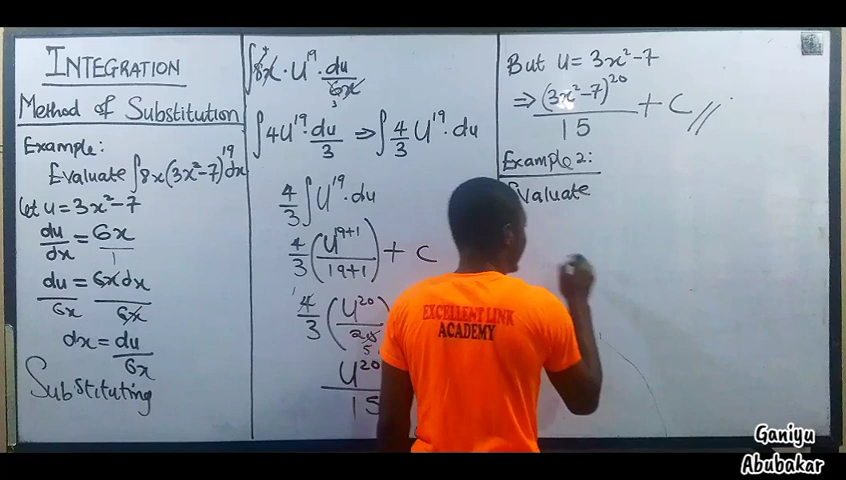 INTEGRATION
Method of Substitution
Example:
Evaluate ∫8x(3x²-7)¹⁹dx
let u = 3x²-7
du/dx = 6x/1
du/6x = 6xdx/6x
dx = du/6x
Substituting
∫8x⁴·U¹⁹·du/6x₃
∫4U¹⁹·du/3 ⇒ ∫4/3 U¹⁹·du
4/3 ∫U¹⁹·du
4/3 (U¹⁹⁺¹/19+1) + C
4/3 (U²⁰/20
U²⁰/15
But U = 3x²-7
⇒ (3x²-7)²⁰/15 + C//
Example 2:
Evaluate
EXCELLENT LINK
ACADEMY
Ganiyu
Abubakar